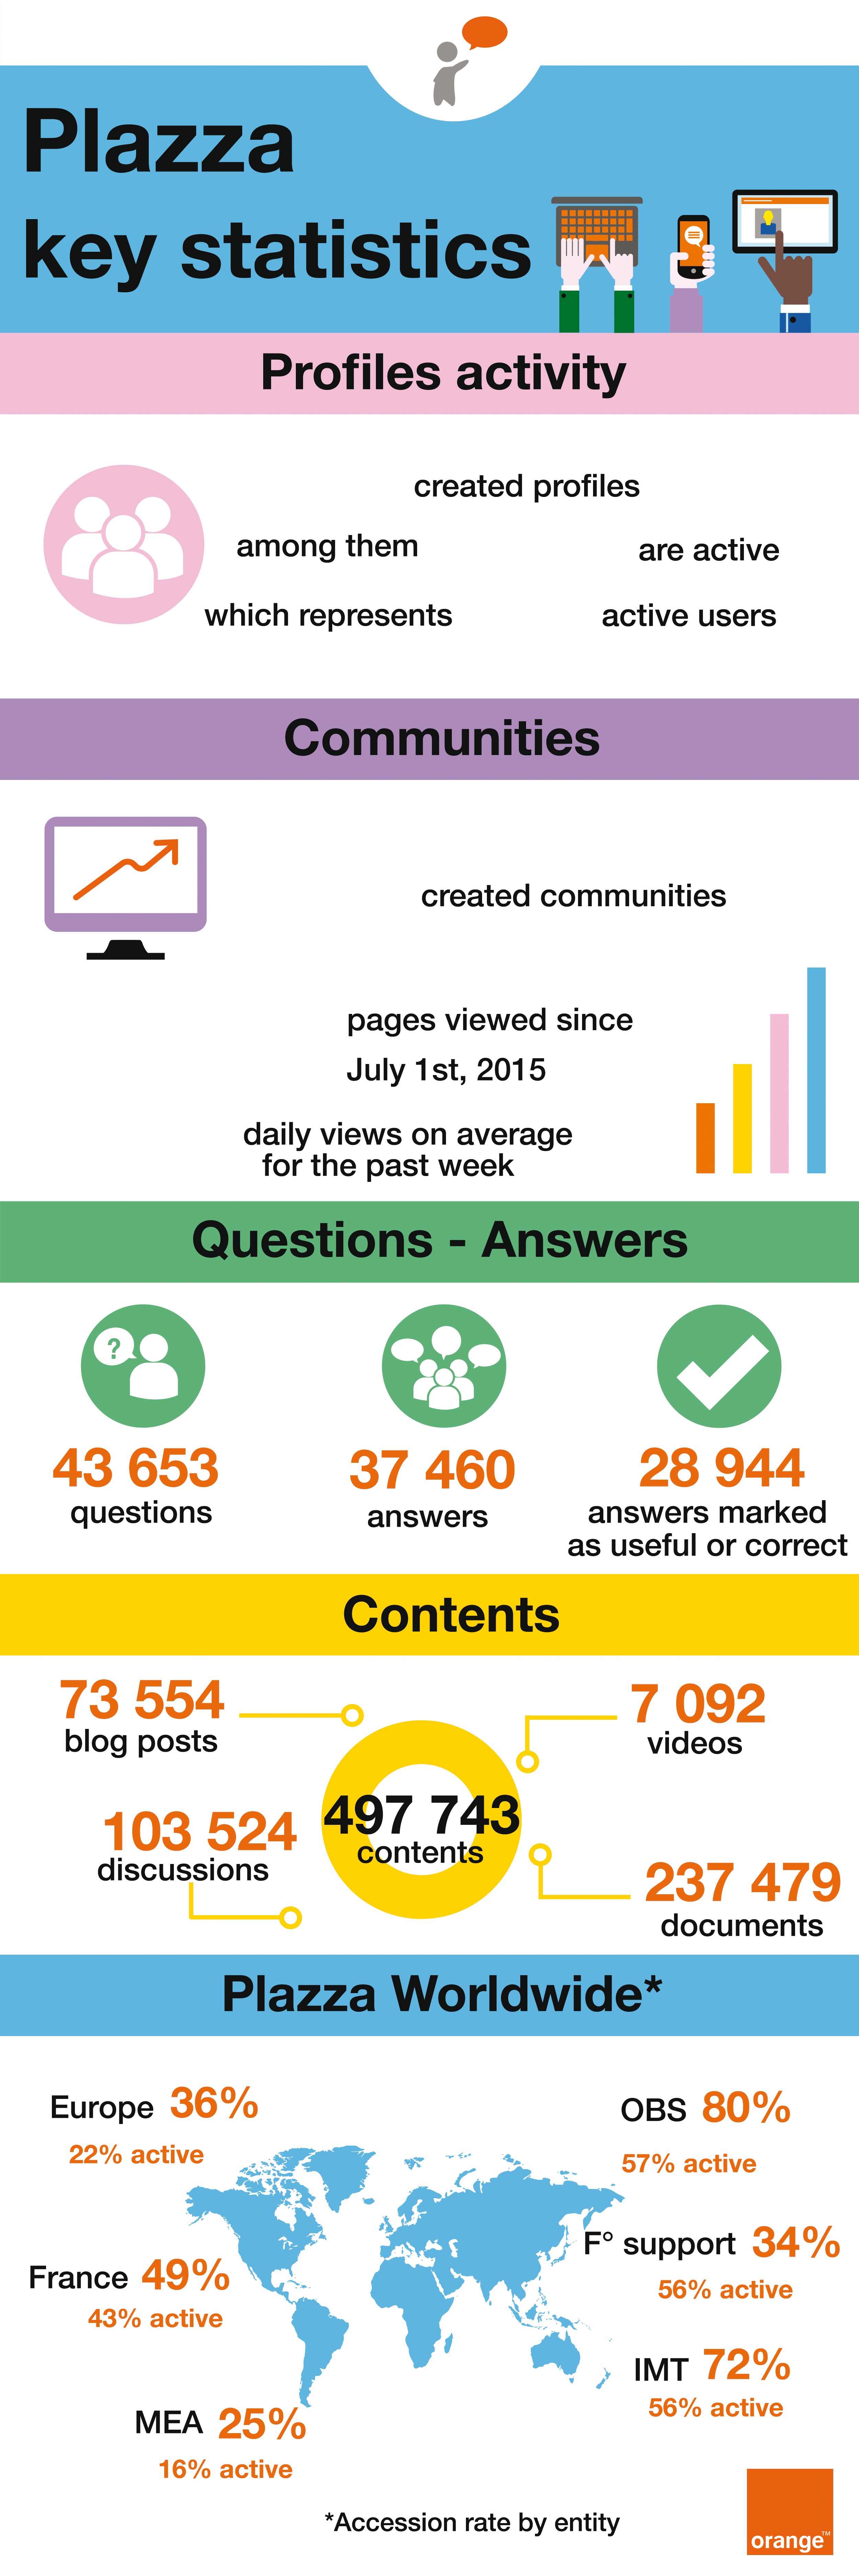 Plazza
key statistics
Profiles activity
created profiles
among them
are active
which represents
active users
Communities
created communities
pages viewed since
July 1st, 2015
daily views on average
for the past week
Questions - Answers
?
43 653
questions
37 460
answers
28 944
answers marked
as useful or correct
Contents
73 554
blog posts
7 092
videos
497 743
contents
103 524
discussions
237 479
documents
Plazza Worldwide*
Europe 36%
22% active
OBS 80%
57% active
F° support 34%
56% active
France 49%
43% active
IMT 72%
56% active
MEA 25%
16% active
*Accession rate by entity
orange™